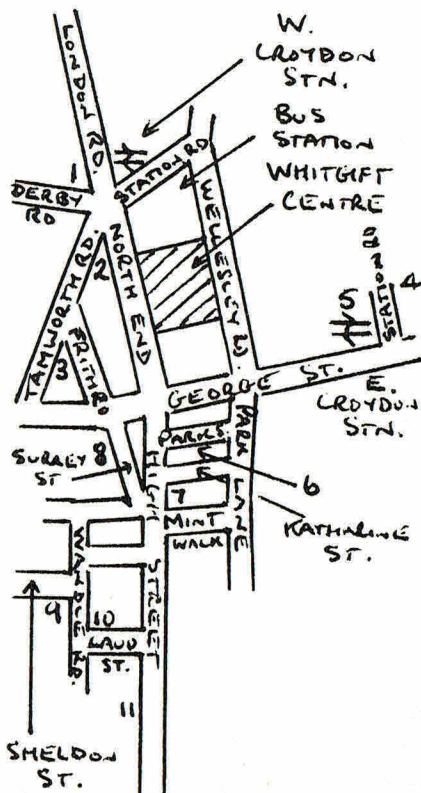 W.
CROYDON
STN.
LONDON RD.
BUS
STATION
STATION RD
WHITGIFT
CENTRE
1
DERBY
RD
WELLESLEY RD.
NORTH END
2
TAMWORTH RD.
STATION RD
4
5
FRITH RD
3
GEORGE ST.
E.
CROYDON
STN.
PARK S.
PARK LANE
SURREY
ST
8
HIGH STREET
6
7
MINT
WALK
KATHARINE
ST.
WANDLE RD.
9
10
LAUD
ST.
11
SHELDON
ST.